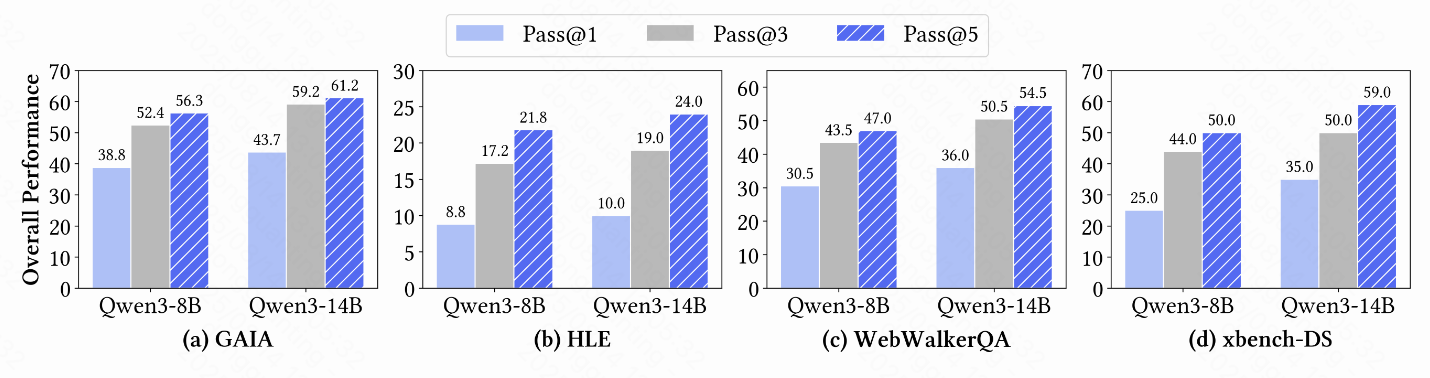 Pass@1 Pass@3 Pass@5
Overall Performance
70
60
50
40
30
20
10
0
38.8 52.4 56.3 43.7 59.2 61.2
Qwen3-8B Qwen3-14B
(a) GAIA
30
25
20
15
10
5
0
8.8 17.2 21.8 10.0 19.0 24.0
Qwen3-8B Qwen3-14B
(b) HLE
60
50
40
30
20
10
0
30.5 43.5 47.0 36.0 50.5 54.5
Qwen3-8B Qwen3-14B
(c) WebWalkerQA
70
60
50
40
30
20
10
0
25.0 44.0 50.0 35.0 50.0 59.0
Qwen3-8B Qwen3-14B
(d) xbench-DS